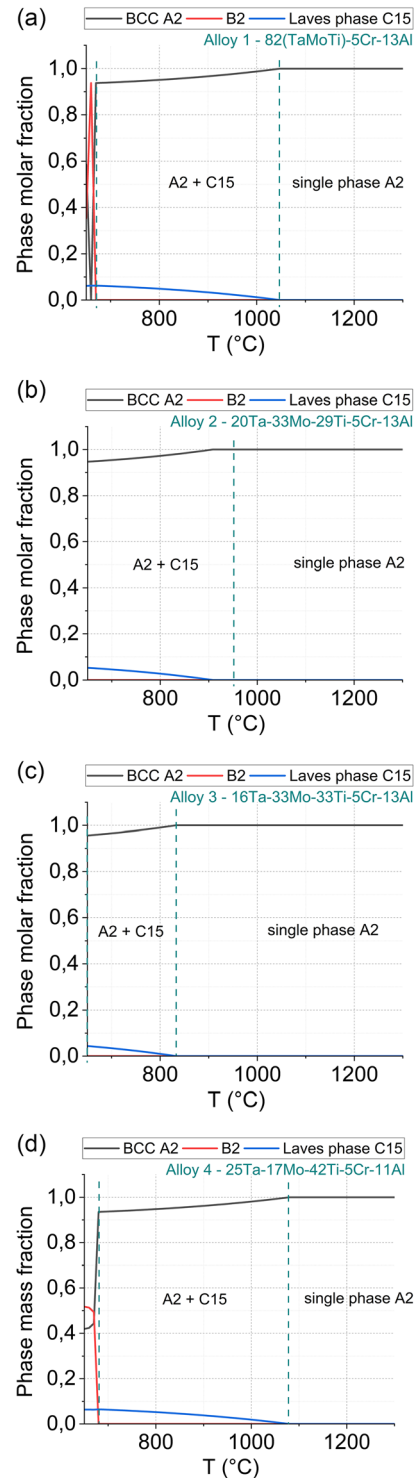 (a)
BCC A2 B2 Laves phase C15
Alloy 1 - 82(TaMoTi)-5Cr-13Al
1,0
0,8
0,6
0,4
0,2
0,0
Phase molar fraction
A2 + C15
single phase A2
800 1000 1200
T (°C)
(b)
BCC A2 B2 Laves phase C15
Alloy 2 - 20Ta-33Mo-29Ti-5Cr-13Al
1,0
0,8
0,6
0,4
0,2
0,0
Phase molar fraction
A2 + C15
single phase A2
800 1000 1200
T (°C)
(c)
BCC A2 B2 Laves phase C15
Alloy 3 - 16Ta-33Mo-33Ti-5Cr-13Al
1,0
0,8
0,6
0,4
0,2
0,0
Phase molar fraction
A2 + C15
single phase A2
800 1000 1200
T (°C)
(d)
BCC A2 B2 Laves phase C15
Alloy 4 - 25Ta-17Mo-42Ti-5Cr-11Al
1,0
0,8
0,6
0,4
0,2
0,0
Phase mass fraction
A2 + C15
single phase A2
800 1000 1200
T (°C)